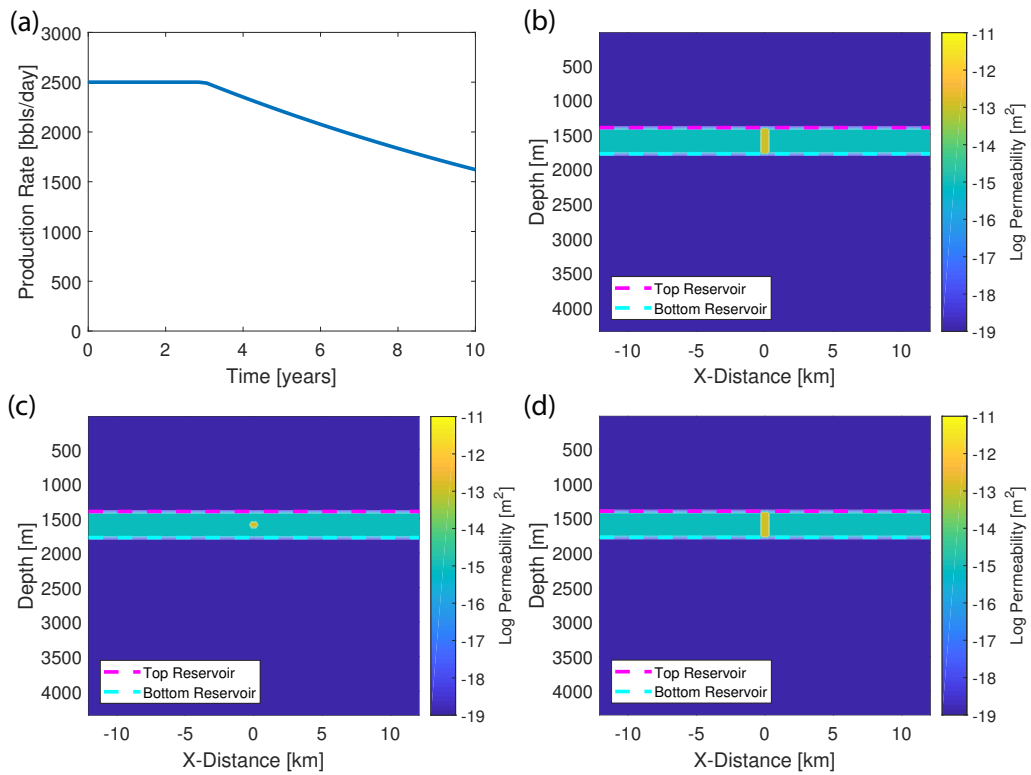 (a)
3000
2500
2000
1500
1000
500
0
Production Rate [bbls/day]
0 2 4 6 8 10
Time [years]
(b)
500
1000
1500
2000
2500
3000
3500
4000
Depth [m]
Top Reservoir
Bottom Reservoir
-10 -5 0 5 10
X-Distance [km]
-11
-12
-13
-14
-15
-16
-17
-18
-19
Log Permeability [m²]
(c)
500
1000
1500
2000
2500
3000
3500
4000
Depth [m]
Top Reservoir
Bottom Reservoir
-10 -5 0 5 10
X-Distance [km]
-11
-12
-13
-14
-15
-16
-17
-18
-19
Log Permeability [m²]
(d)
500
1000
1500
2000
2500
3000
3500
4000
Depth [m]
Top Reservoir
Bottom Reservoir
-10 -5 0 5 10
X-Distance [km]
-11
-12
-13
-14
-15
-16
-17
-18
-19
Log Permeability [m²]